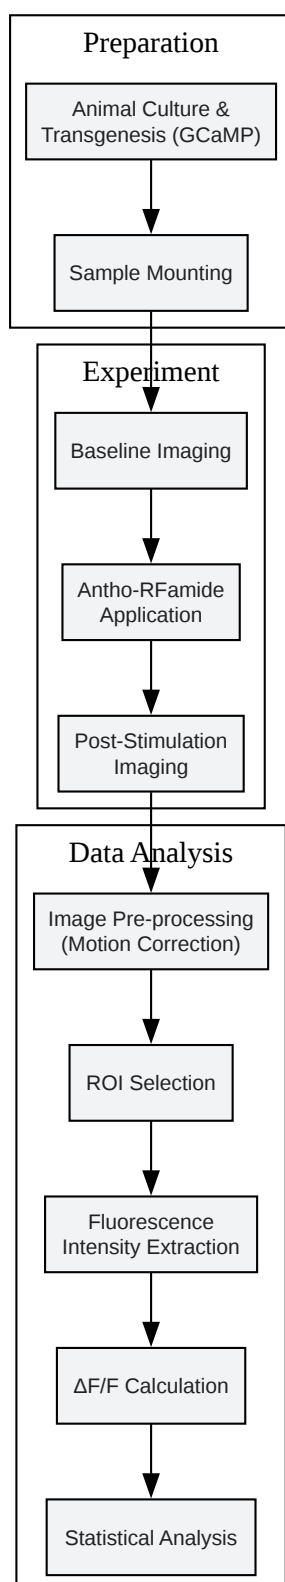 Preparation
Animal Culture &
Transgenesis (GCaMP)
Sample Mounting
Experiment
Baseline Imaging
Antho-RFamide
Application
Post-Stimulation
Imaging
Data Analysis
Image Pre-processing
(Motion Correction)
ROI Selection
Fluorescence
Intensity Extraction
ΔF/F Calculation
Statistical Analysis